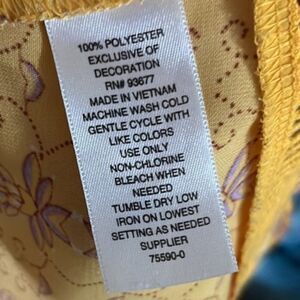 100% POLYESTER
EXCLUSIVE OF
DECORATION
RN# 93677
MADE IN VIETNAM
MACHINE WASH COLD
GENTLE CYCLE WITH
LIKE COLORS
USE ONLY
NON-CHLORINE
BLEACH WHEN
NEEDED
TUMBLE DRY LOW
IRON ON LOWEST
SETTING AS NEEDED
SUPPLIER
75590-0